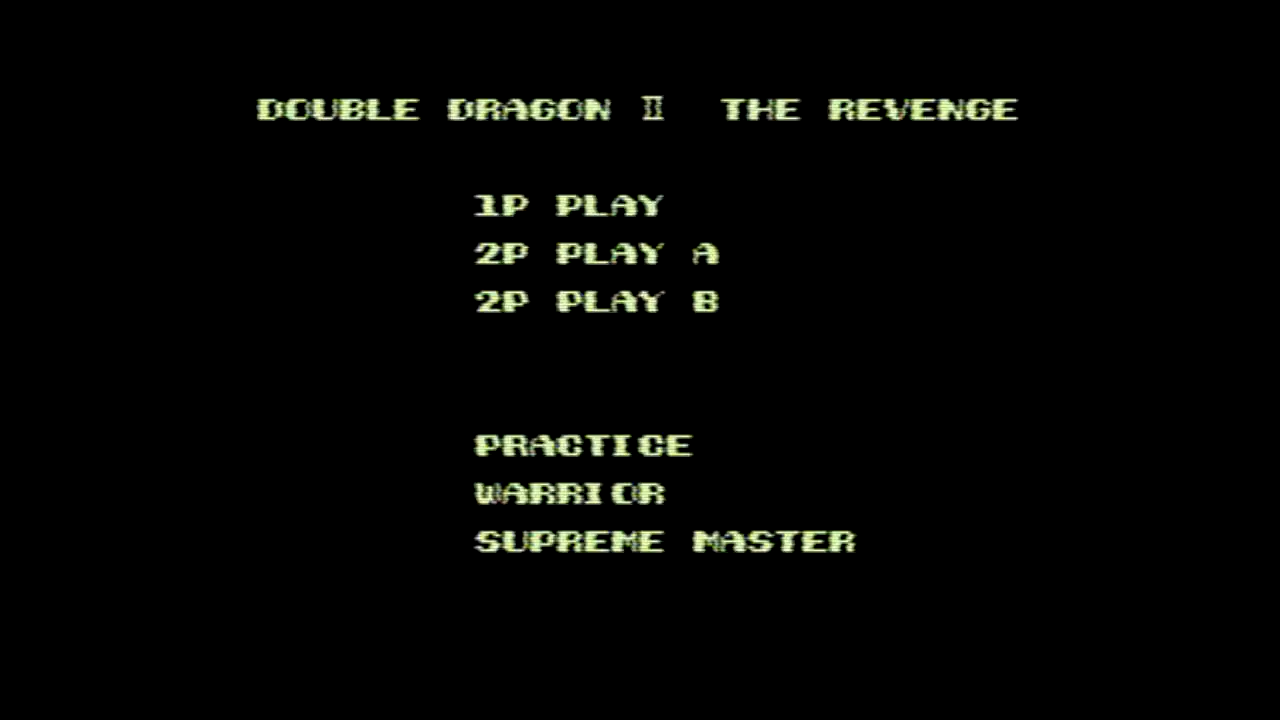 DOUBLE DRAGON Ⅱ THE REVENGE
1P PLAY
2P PLAY A
2P PLAY B
PRACTICE
WARRIOR
SUPREME MASTER